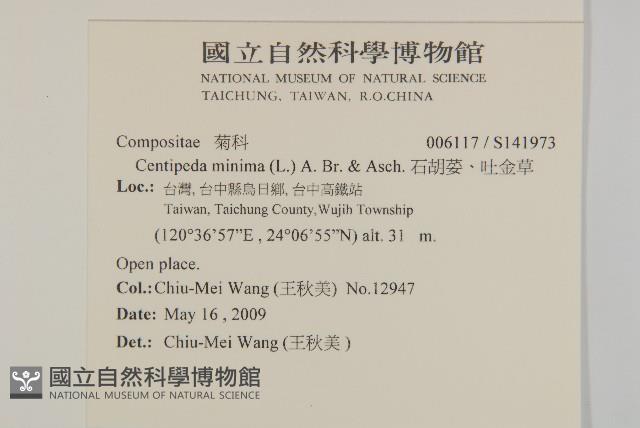 國立自然科學博物館
NATIONAL MUSEUM OF NATURAL SCIENCE
TAICHUNG, TAIWAN, R.O.CHINA
Compositae 菊科 006117 / S141973
Centipeda minima (L.) A. Br. & Asch. 石胡荽、吐金草
Loc.: 台灣, 台中縣烏日鄉, 台中高鐵站
Taiwan, Taichung County,Wujih Township
(120°36'57”E , 24°06'55”N) alt. 31 m.
Open place.
Col.:Chiu-Mei Wang (王秋美) No.12947
Date: May 16 , 2009
Det.: Chiu-Mei Wang (王秋美 )
國立自然科學博物館
NATIONAL MUSEUM OF NATURAL SCIENCE